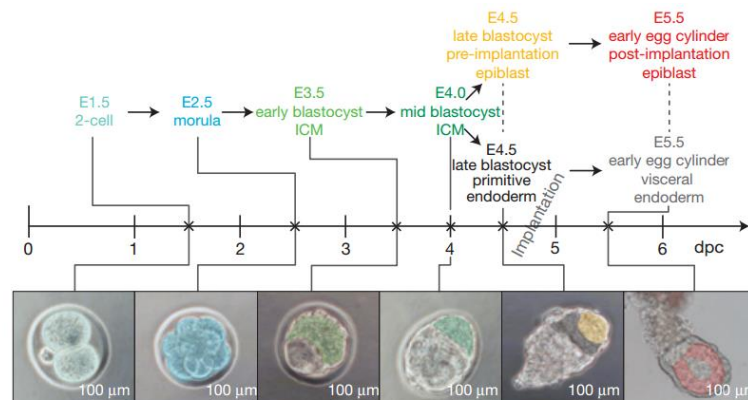 E4.5
late blastocyst
pre-implantation
epiblast
E5.5
early egg cylinder
post-implantation
epiblast
E1.5
2-cell
E2.5
morula
E3.5
early blastocyst
ICM
E4.0
mid blastocyst
ICM
E4.5
late blastocyst
primitive
endoderm
E5.5
early egg cylinder
visceral
endoderm
Implantation
0
1
2
3
4
5
6
dpc
100 μm
100 μm
100 μm
100 μm
100 μm
100 μm